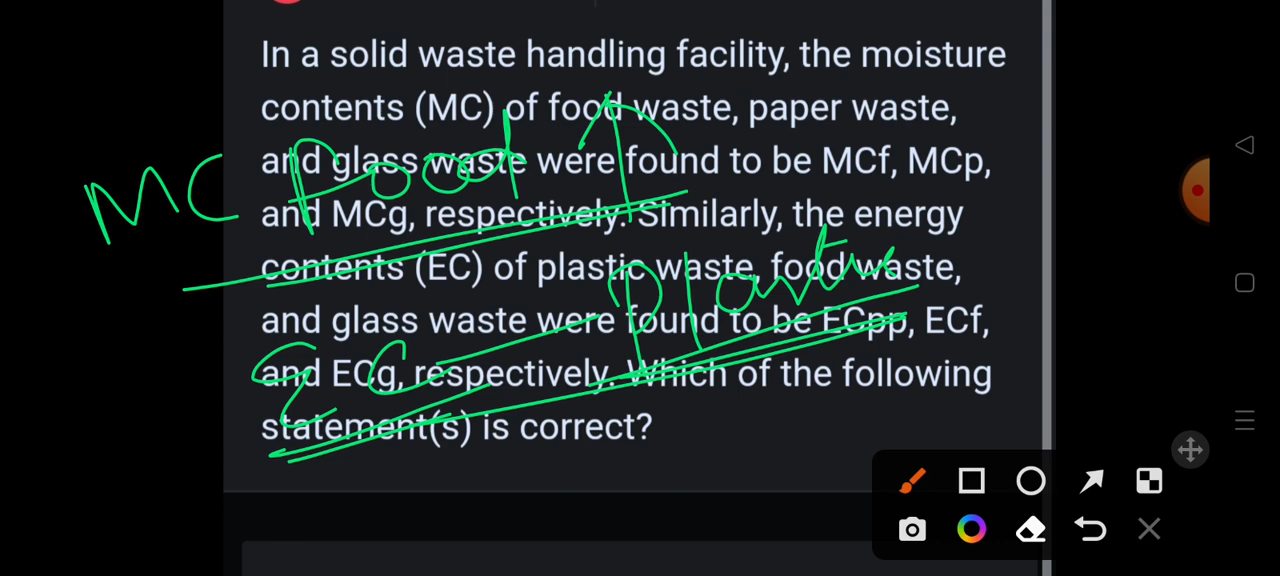 In a solid waste handling facility, the moisture
contents (MC) of food waste, paper waste,
and glass waste were found to be MCf, MCp,
and MCg, respectively. Similarly, the energy
contents (EC) of plastic waste, food waste,
and glass waste were found to be ECpp, ECf,
and ECg, respectively. Which of the following
statement(s) is correct?
MC Food
EC